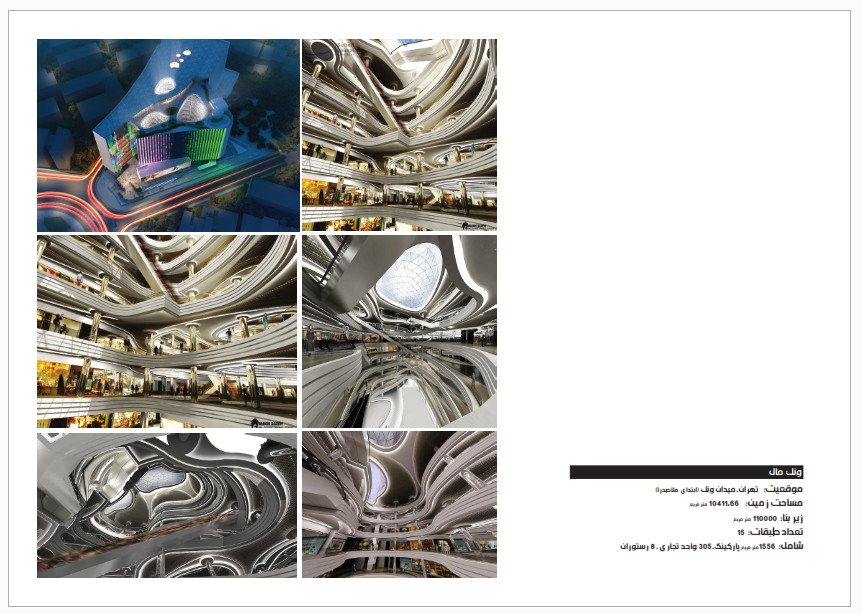 ونک مال
موقعیت: تهران، میدان ونک (ابتدای ملاصدرا)
مساحت زمین: 10411,66 متر مربع
زیر بنا: 110000 متر مربع
تعداد طبقات: 15
شامل: 1556 متر مربع پارکینگ، 305 واحد تجاری، 8 رستوران